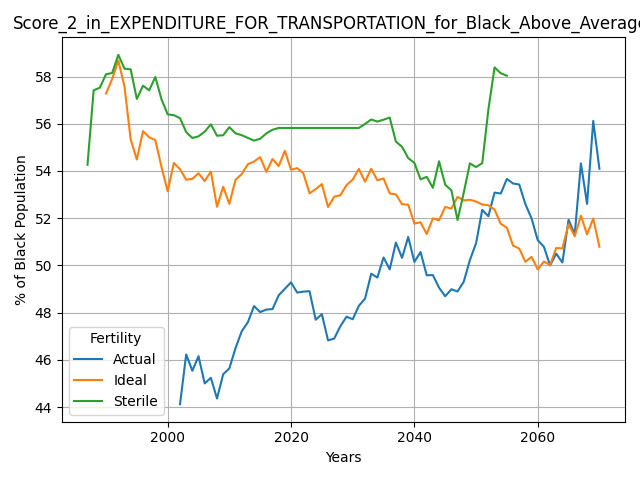 Score_2_in_EXPENDITURE_FOR_TRANSPORTATION_for_Black_Above_Average
58
56
54
52
50
48
46
44
% of Black Population
Fertility
Actual
Ideal
Sterile
2000 2020 2040 2060
Years